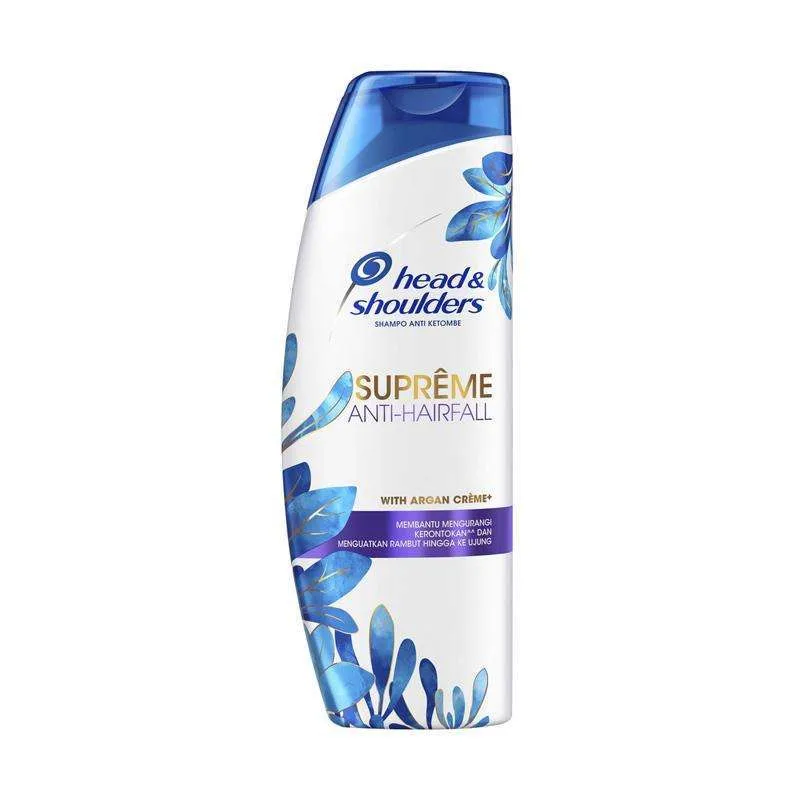 head &
shoulders
SHAMPO ANTI KETOMBE
SUPRÊME
ANTI-HAIRFALL
WITH ARGAN CRÈME+
MEMBANTU MENGURANGI
KERONTOKAN^^ DAN
MENGUATKAN RAMBUT HINGGA KE UJUNG